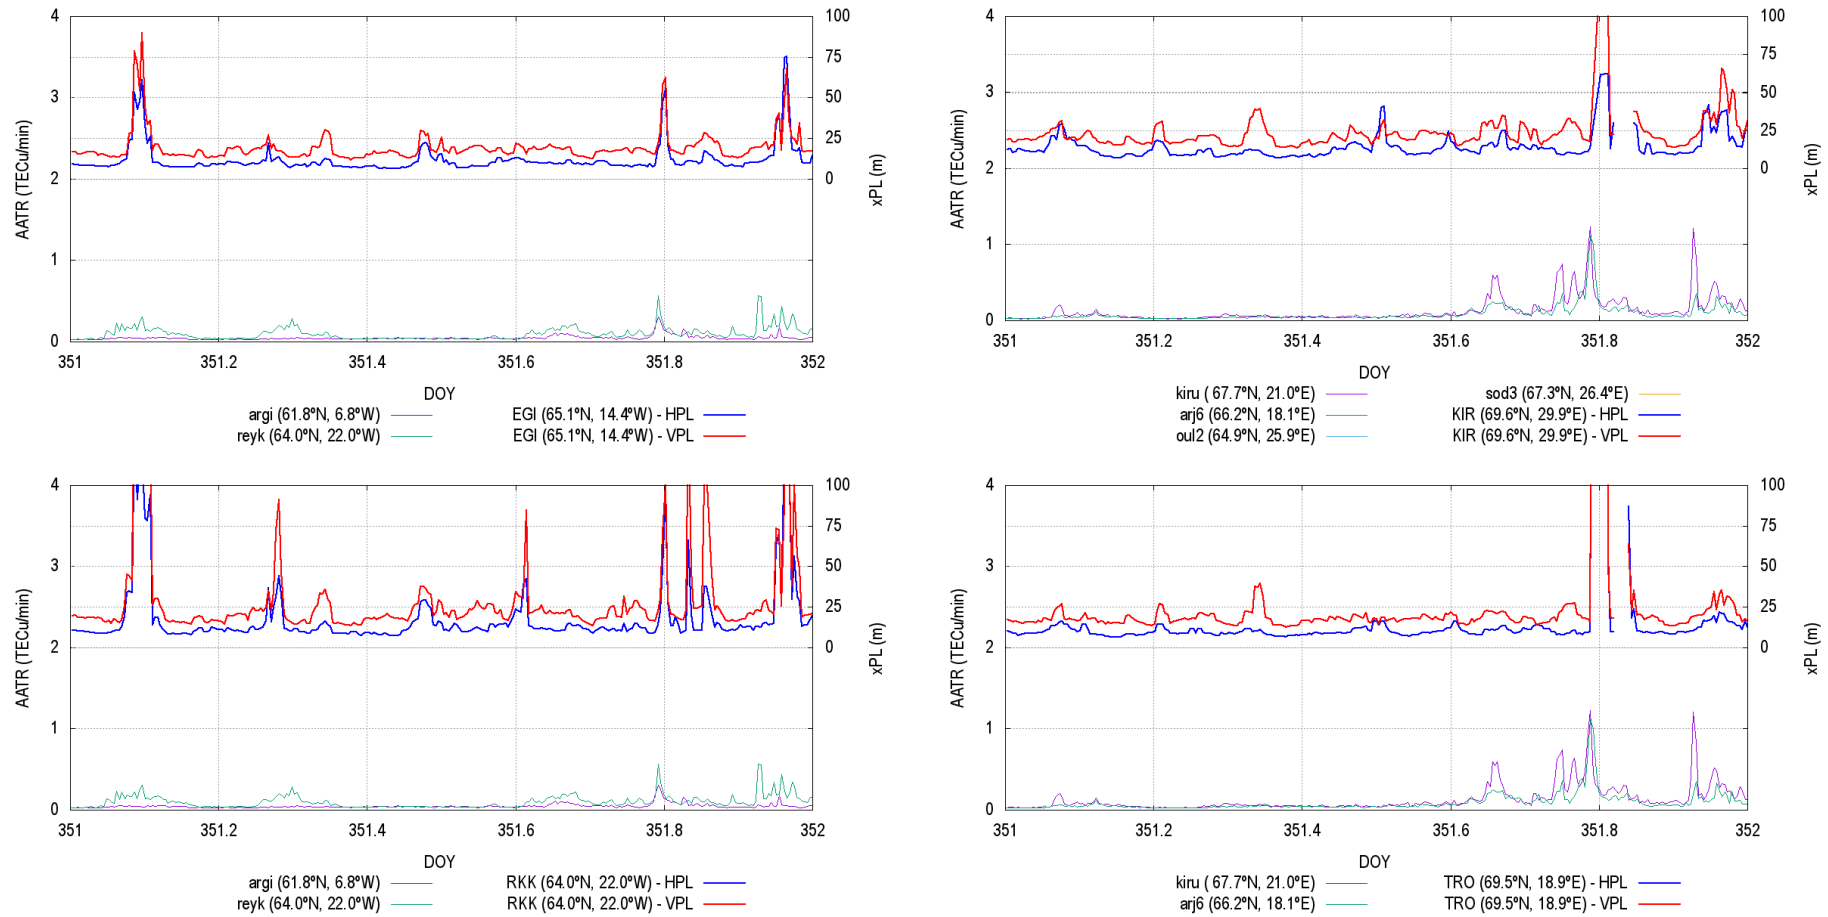 4
100
3
75
50
25
2
0
1
0
AATR (TECu/min)
xPL (m)
351 351.2 351.4 351.6 351.8 352
DOY
argi (61.8ºN, 6.8ºW) EGI (65.1ºN, 14.4ºW) - HPL
reyk (64.0ºN, 22.0ºW) EGI (65.1ºN, 14.4ºW) - VPL
4
100
75
3
50
25
2
0
1
0
AATR (TECu/min)
xPL (m)
351 351.2 351.4 351.6 351.8 352
DOY
kiru ( 67.7ºN, 21.0ºE) sod3 (67.3ºN, 26.4ºE)
arj6 (66.2ºN, 18.1ºE) KIR (69.6ºN, 29.9ºE) - HPL
oul2 (64.9ºN, 25.9ºE) KIR (69.6ºN, 29.9ºE) - VPL
4
100
75
3
50
25
2
0
1
0
AATR (TECu/min)
xPL (m)
351 351.2 351.4 351.6 351.8 352
DOY
argi (61.8ºN, 6.8ºW) RKK (64.0ºN, 22.0ºW) - HPL
reyk (64.0ºN, 22.0ºW) RKK (64.0ºN, 22.0ºW) - VPL
4
100
75
3
50
25
2
0
1
0
AATR (TECu/min)
xPL (m)
351 351.2 351.4 351.6 351.8 352
DOY
kiru ( 67.7ºN, 21.0ºE) TRO (69.5ºN, 18.9ºE) - HPL
arj6 (66.2ºN, 18.1ºE) TRO (69.5ºN, 18.9ºE) - VPL